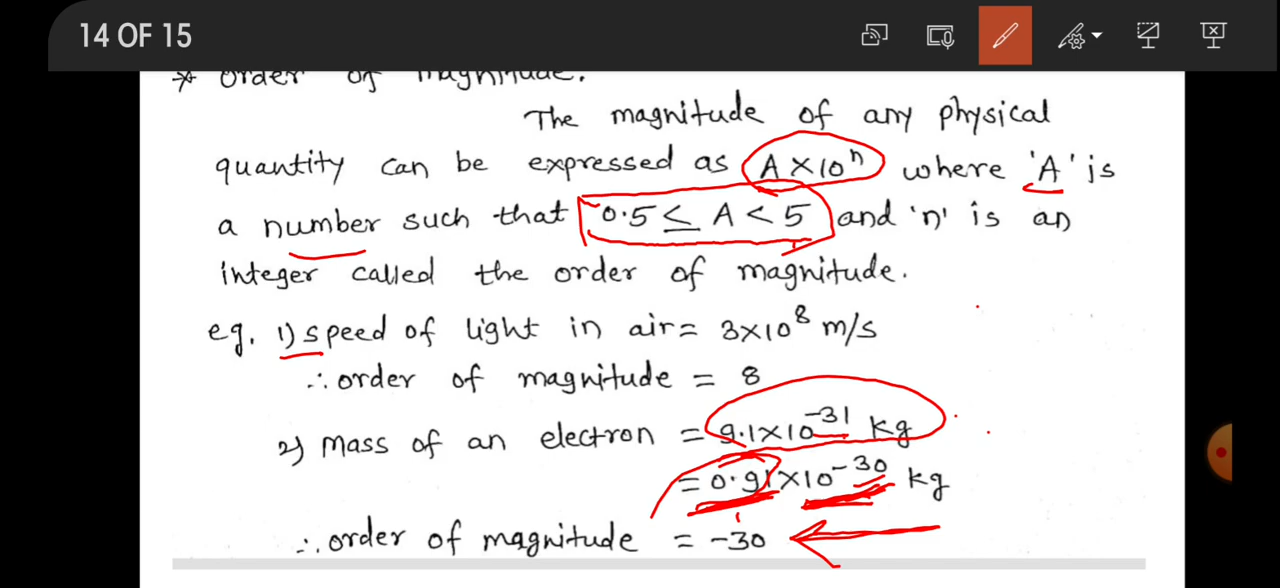 14 OF 15
* order of magnitude.
The magnitude of any physical
quantity can be expressed as A×10ⁿ where 'A' is
a number such that 0.5 ≤ A < 5 and 'n' is an
integer called the order of magnitude.
eg. 1) speed of light in air = 3×10⁸ m/s
∴ order of magnitude = 8
2) Mass of an electron = 9.1×10⁻³¹ kg
= 0.91×10⁻³⁰ kg
∴ order of magnitude = -30